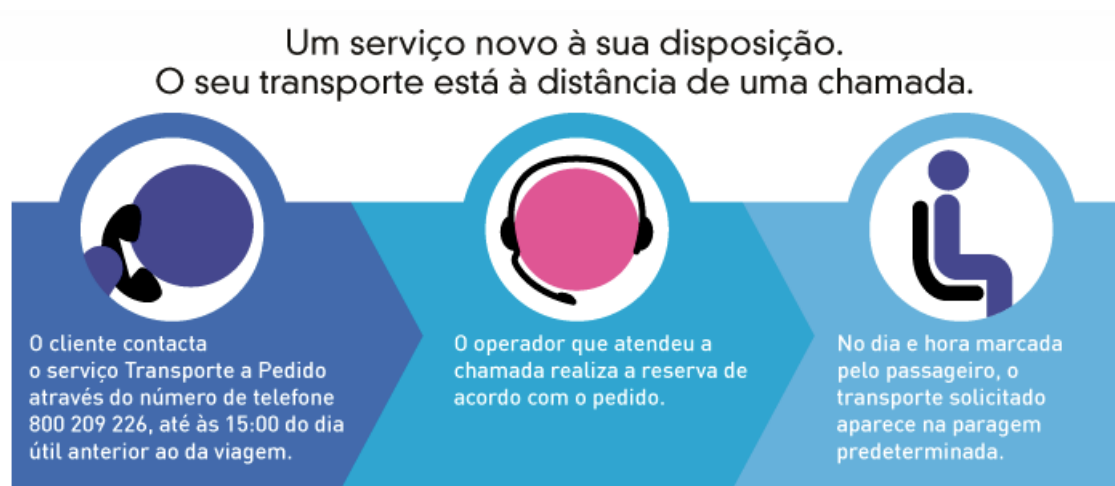 Um serviço novo à sua disposição.
O seu transporte está à distância de uma chamada.
O cliente contacta
o serviço Transporte a Pedido
através do número de telefone
800 209 226, até às 15:00 do dia
útil anterior ao da viagem.
O operador que atendeu a
chamada realiza a reserva de
acordo com o pedido.
No dia e hora marcada
pelo passageiro, o
transporte solicitado
aparece na paragem
predeterminada.